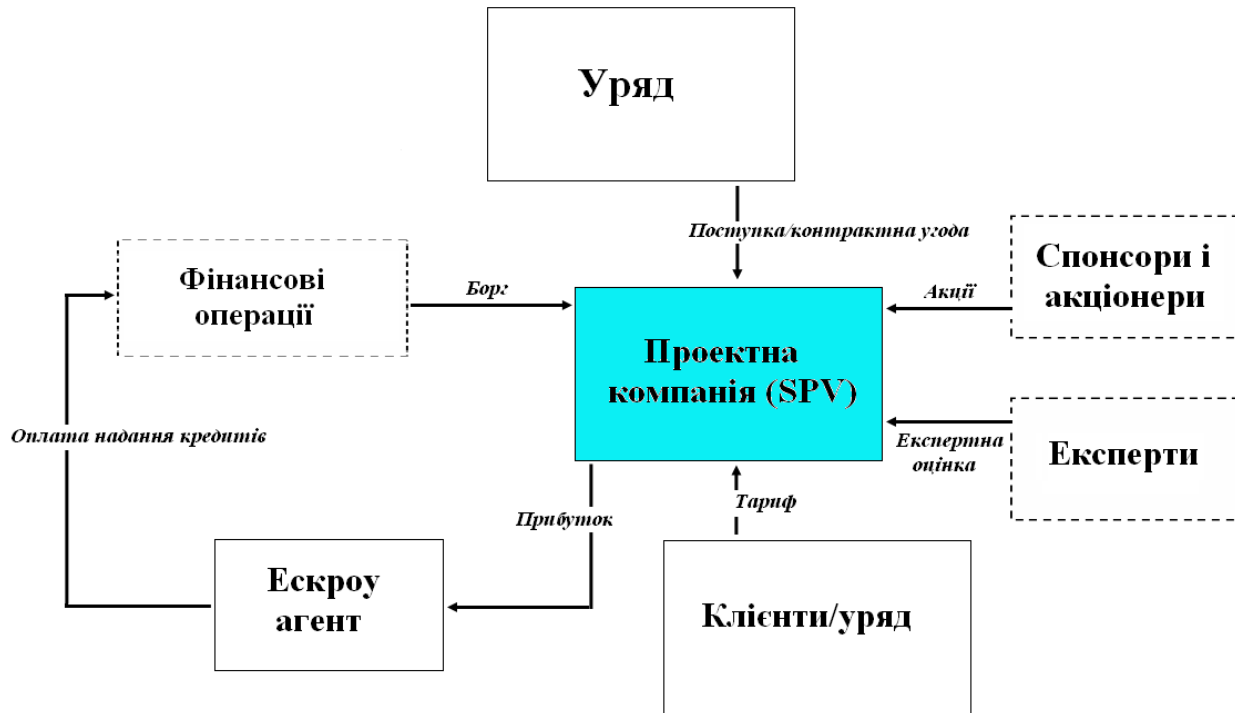 Уряд
Поступка/контрактна угода
Спонсори і
акціонери
Фінансові
операції
Борг
Акції
Проектна
компанія (SPV)
Оплата надання кредитів
Експертна
оцінка
Експерти
Тариф
Прибуток
Ескроу
агент
Клієнти/уряд